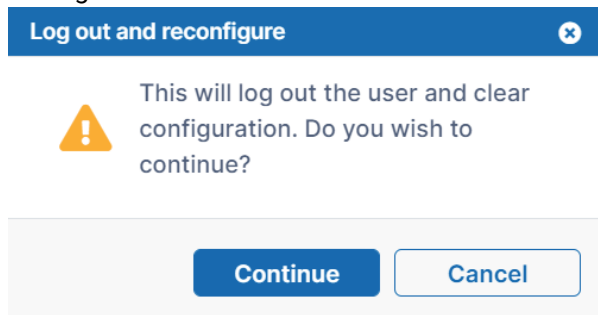 Log out and reconfigure
This will log out the user and clear
configuration. Do you wish to
continue?
Continue
Cancel